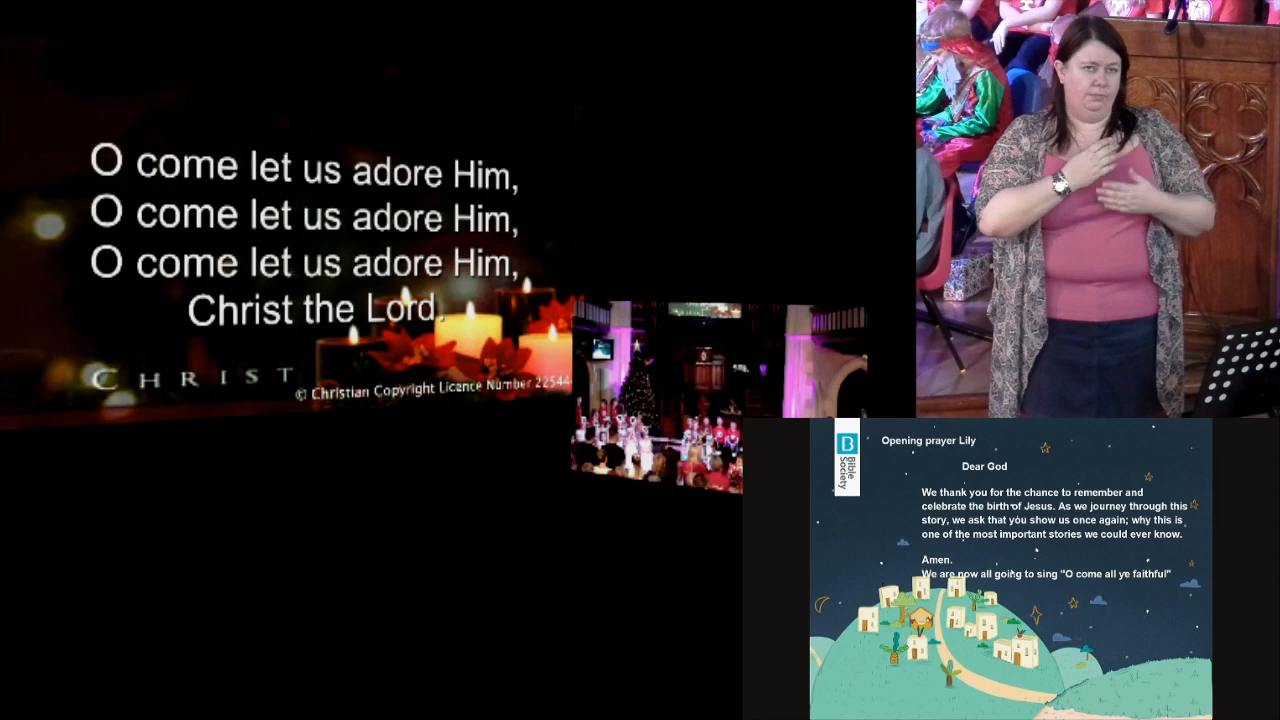 O come let us adore Him,
O come let us adore Him,
O come let us adore Him,
Christ the Lord.
CHRIST
© Christian Copyright Licence Number 22544
Bible
Society
Opening prayer Lily
Dear God
We thank you for the chance to remember and
celebrate the birth of Jesus. As we journey through this
story, we ask that you show us once again; why this is
one of the most important stories we could ever know.
Amen.
We are now all going to sing "O come all ye faithful"